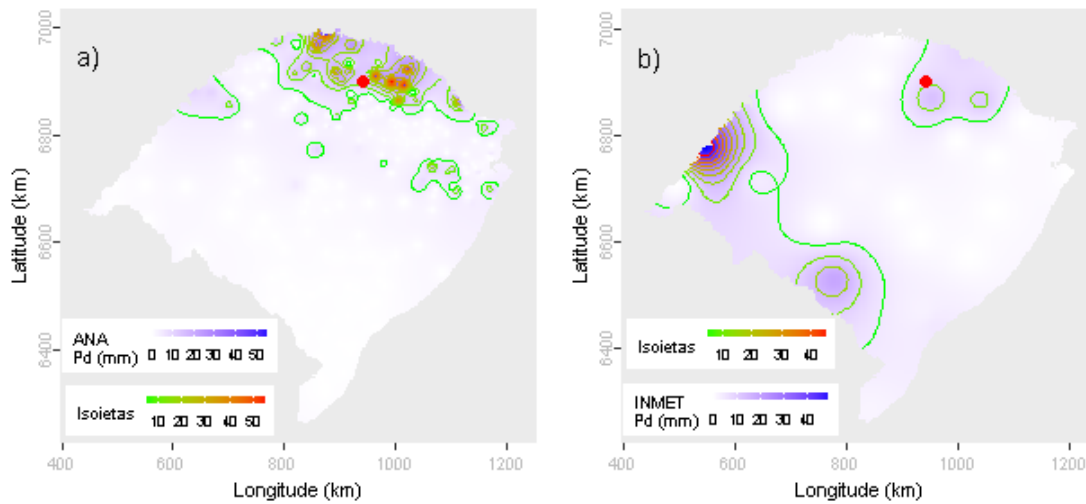 a)
7000
6800
6600
6400
Latitude (km)
ANA
Pd (mm)
0 10 20 30 40 50
Isoietas
10 20 30 40 50
400 600 800 1000 1200
Longitude (km)
b)
7000
6800
6600
6400
Latitude (km)
Isoietas
10 20 30 40
INMET
Pd (mm)
0 10 20 30 40
400 600 800 1000 1200
Longitude (km)